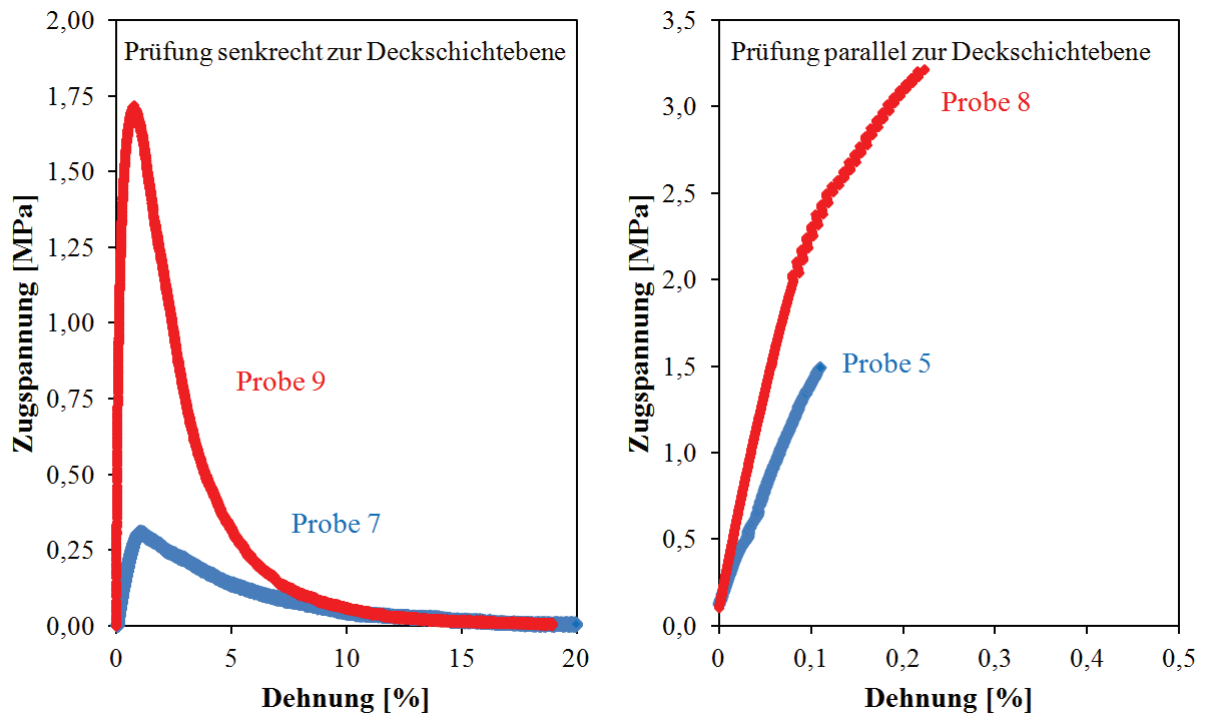 Prüfung senkrecht zur Deckschichtebene
Zugspannung [MPa]
2,00
1,75
1,50
1,25
1,00
0,75
0,50
0,25
0,00
Probe 9
Probe 7
0 5 10 15 20
Dehnung [%]
Prüfung parallel zur Deckschichtebene
Zugspannung [MPa]
3,5
3,0
2,5
2,0
1,5
1,0
0,5
0,0
Probe 8
Probe 5
0 0,1 0,2 0,3 0,4 0,5
Dehnung [%]